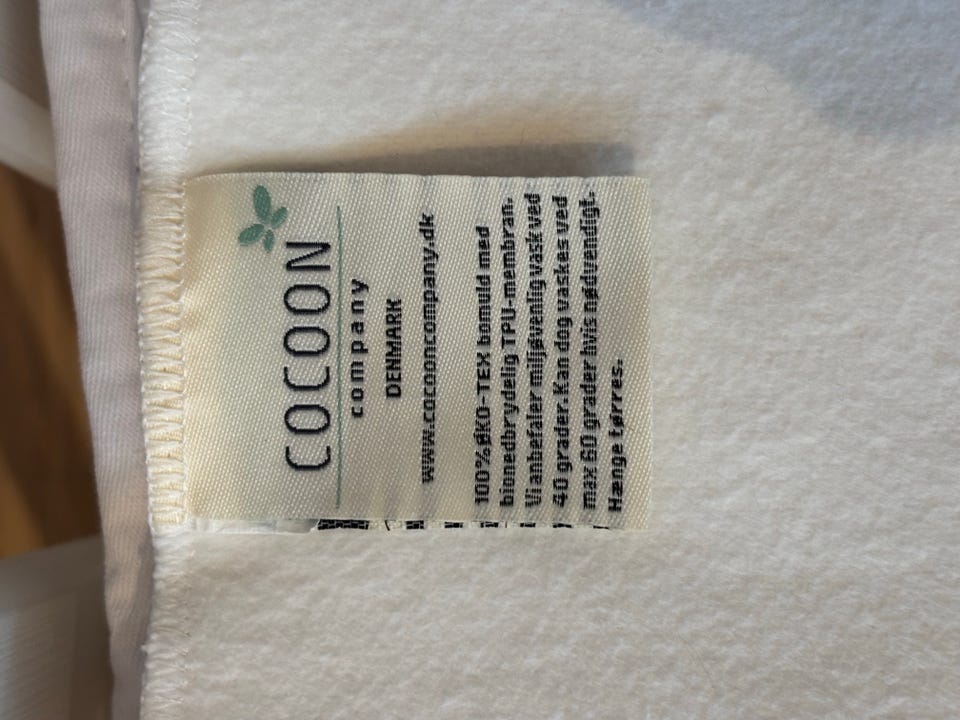 COCOON
company
DENMARK
www.cocooncompany.dk
100% ØKO-TEX bomuld med
bionedbrydelig TPU-membran.
Vi anbefaler miljøvenlig vask ved
40 grader. Kan dog vaskes ved
max 60 grader hvis nødvendigt.
Hænge tørres.